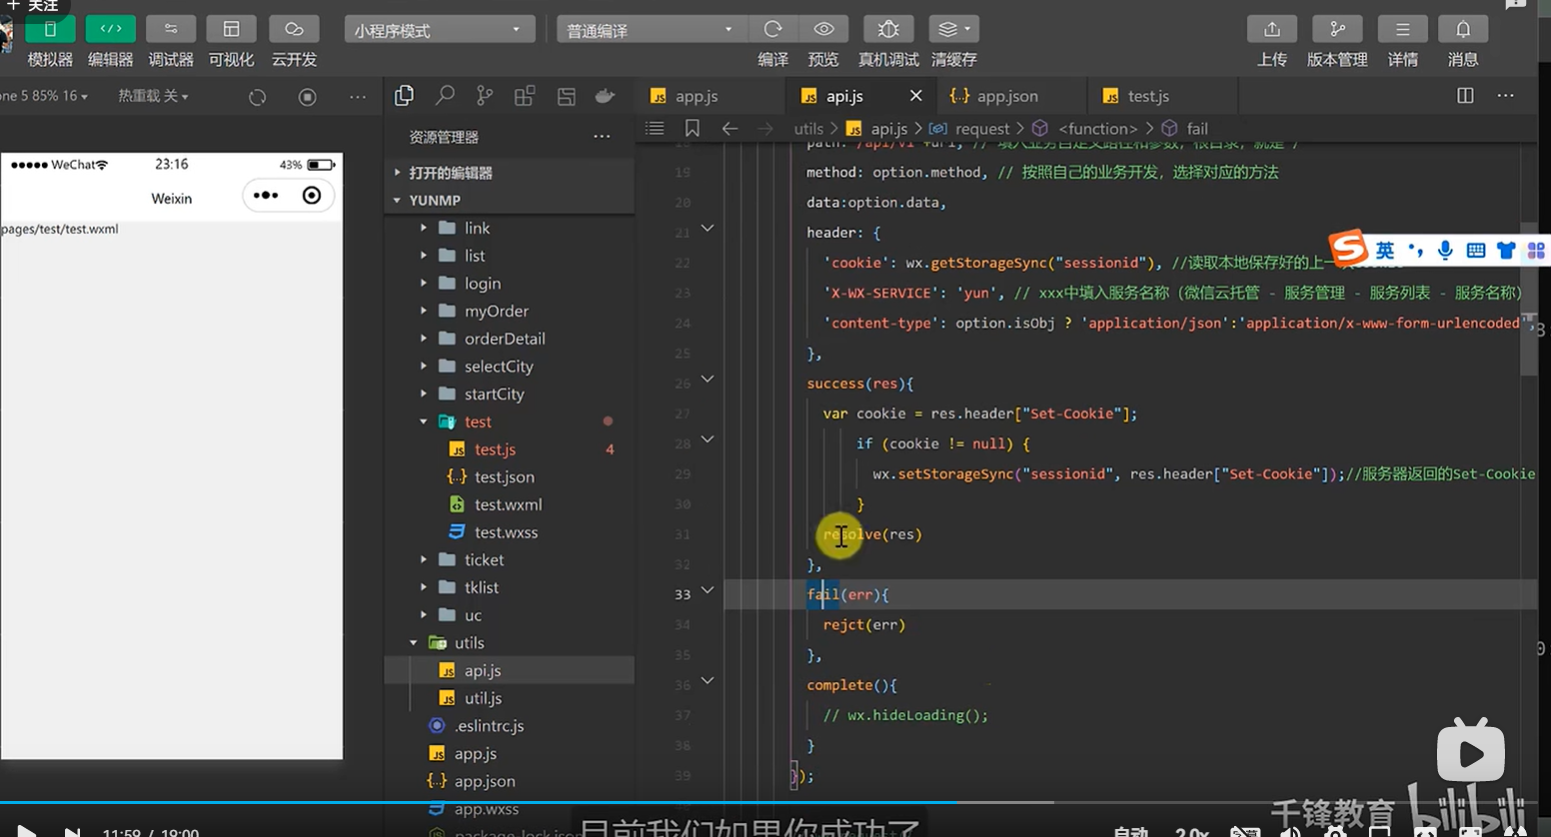 + 关注
小程序模式
普通编译
模拟器 编辑器 调试器 可视化 云开发
编译 预览 真机调试 清缓存
上传 版本管理 详情 消息
one 5 85% 16
热重载 关
WeChat 23:16 43%
Weixin
pages/test/test.wxml
资源管理器
打开的编辑器
YUNMP
link
list
login
myOrder
orderDetail
selectCity
startCity
test
test.js 4
test.json
test.wxml
test.wxss
ticket
tklist
uc
utils
api.js
util.js
.eslintrc.js
app.js
app.json
app.wxss
package-lock.json
app.js api.js app.json test.js
utils > api.js > request > <function> > fail
19 method: option.method, // 按照自己的业务开发，选择对应的方法
20 data:option.data,
21 header: {
22 'cookie': wx.getStorageSync("sessionid"), //读取本地保存好的上一
23 'X-WX-SERVICE': 'yun', // xxx中填入服务名称（微信云托管 - 服务管理 - 服务列表 - 服务名称）
24 'content-type': option.isObj ? 'application/json':'application/x-www-form-urlencoded',
25 },
26 success(res){
27 var cookie = res.header["Set-Cookie"];
28 if (cookie != null) {
29 wx.setStorageSync("sessionid", res.header["Set-Cookie"]);//服务器返回的Set-Cookie
30 }
31 resolve(res)
32 },
33 fail(err){
34 rejct(err)
35 },
36 complete(){
37 // wx.hideLoading();
38 }
39 });
英
千锋教育 bilibili
目前我们如果你成功了
11:59 / 19:00
自动 2.0x